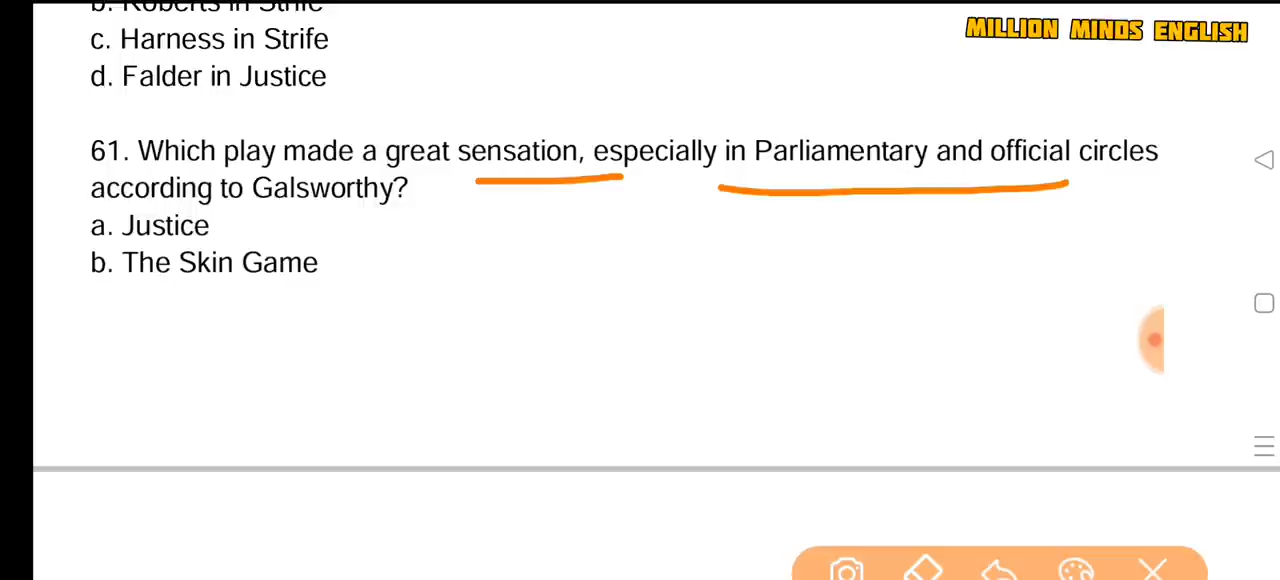 b. Roberts in Strife
c. Harness in Strife
d. Falder in Justice
MILLION MINDS ENGLISH
61. Which play made a great sensation, especially in Parliamentary and official circles
according to Galsworthy?
a. Justice
b. The Skin Game